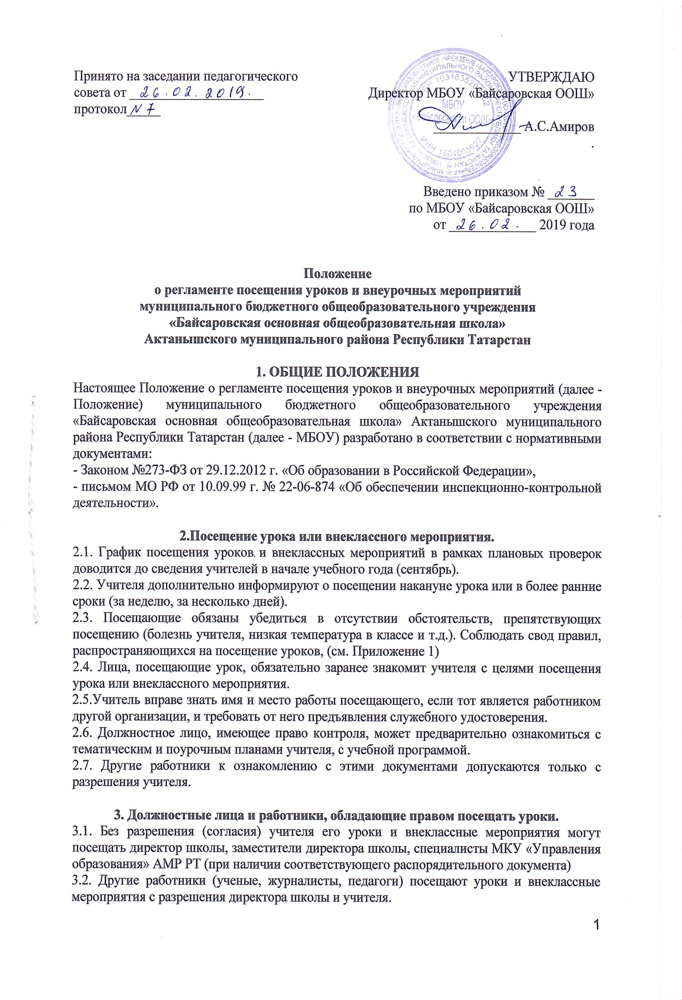 Принято на заседании педагогического
совета от 26.02.2019.
протокол N 7
УТВЕРЖДАЮ
Директор МБОУ «Байсаровская ООШ»
А.С.Амиров
МБОУ
«Байсаровская ООШ»
ИНН 1604005927
Введено приказом № 23
по МБОУ «Байсаровская ООШ»
от 26.02. 2019 года
Положение
о регламенте посещения уроков и внеурочных мероприятий
муниципального бюджетного общеобразовательного учреждения
«Байсаровская основная общеобразовательная школа»
Актанышского муниципального района Республики Татарстан
1. ОБЩИЕ ПОЛОЖЕНИЯ
Настоящее Положение о регламенте посещения уроков и внеурочных мероприятий (далее -
Положение) муниципального бюджетного общеобразовательного учреждения
«Байсаровская основная общеобразовательная школа» Актанышского муниципального
района Республики Татарстан (далее - МБОУ) разработано в соответствии с нормативными
документами:
- Законом №273-ФЗ от 29.12.2012 г. «Об образовании в Российской Федерации»,
- письмом МО РФ от 10.09.99 г. № 22-06-874 «Об обеспечении инспекционно-контрольной
деятельности».
2.Посещение урока или внеклассного мероприятия.
2.1. График посещения уроков и внеклассных мероприятий в рамках плановых проверок
доводится до сведения учителей в начале учебного года (сентябрь).
2.2. Учителя дополнительно информируют о посещении накануне урока или в более ранние
сроки (за неделю, за несколько дней).
2.3. Посещающие обязаны убедиться в отсутствии обстоятельств, препятствующих
посещению (болезнь учителя, низкая температура в классе и т.д.). Соблюдать свод правил,
распространяющихся на посещение уроков, (см. Приложение 1)
2.4. Лица, посещающие урок, обязательно заранее знакомит учителя с целями посещения
урока или внеклассного мероприятия.
2.5.Учитель вправе знать имя и место работы посещающего, если тот является работником
другой организации, и требовать от него предъявления служебного удостоверения.
2.6. Должностное лицо, имеющее право контроля, может предварительно ознакомиться с
тематическим и поурочным планами учителя, с учебной программой.
2.7. Другие работники к ознакомлению с этими документами допускаются только с
разрешения учителя.
3. Должностные лица и работники, обладающие правом посещать уроки.
3.1. Без разрешения (согласия) учителя его уроки и внеклассные мероприятия могут
посещать директор школы, заместители директора школы, специалисты МКУ «Управления
образования» АМР РТ (при наличии соответствующего распорядительного документа)
3.2. Другие работники (ученые, журналисты, педагоги) посещают уроки и внеклассные
мероприятия с разрешения директора школы и учителя.
1